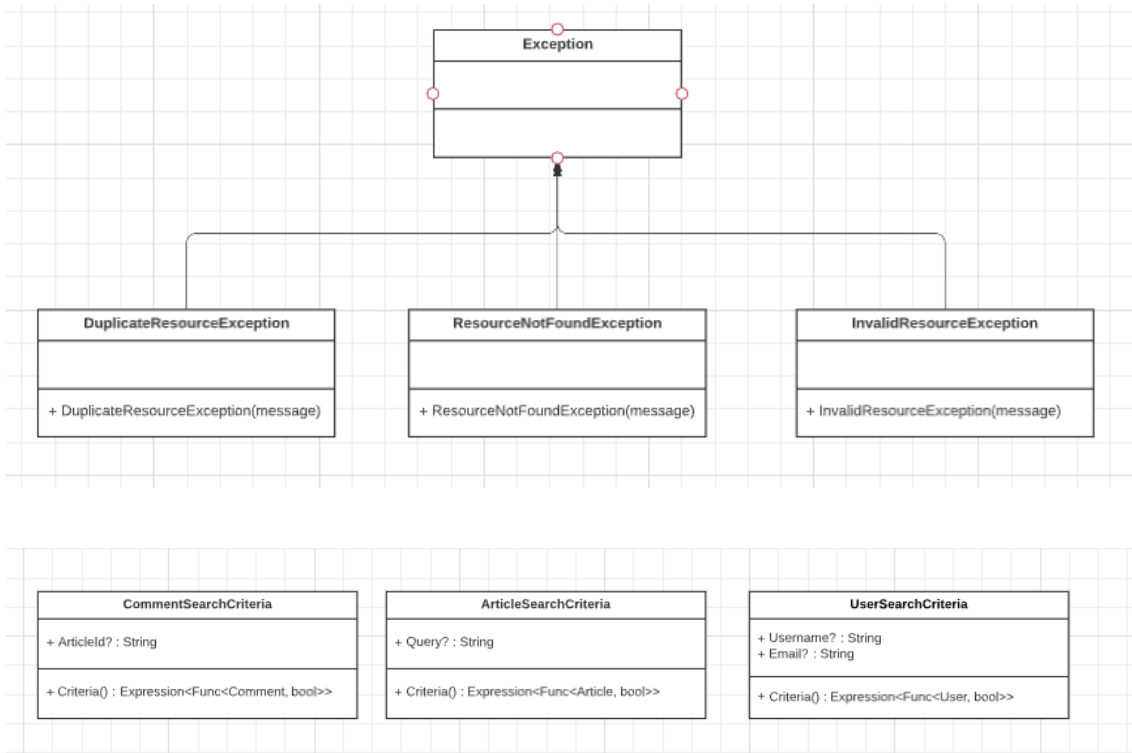 Exception
DuplicateResourceException
+ DuplicateResourceException(message)
ResourceNotFoundException
+ ResourceNotFoundException(message)
InvalidResourceException
+ InvalidResourceException(message)
CommentSearchCriteria
+ ArticleId? : String
+ Criteria() : Expression<Func<Comment, bool>>
ArticleSearchCriteria
+ Query? : String
+ Criteria() : Expression<Func<Article, bool>>
UserSearchCriteria
+ Username? : String
+ Email? : String
+ Criteria() : Expression<Func<User, bool>>